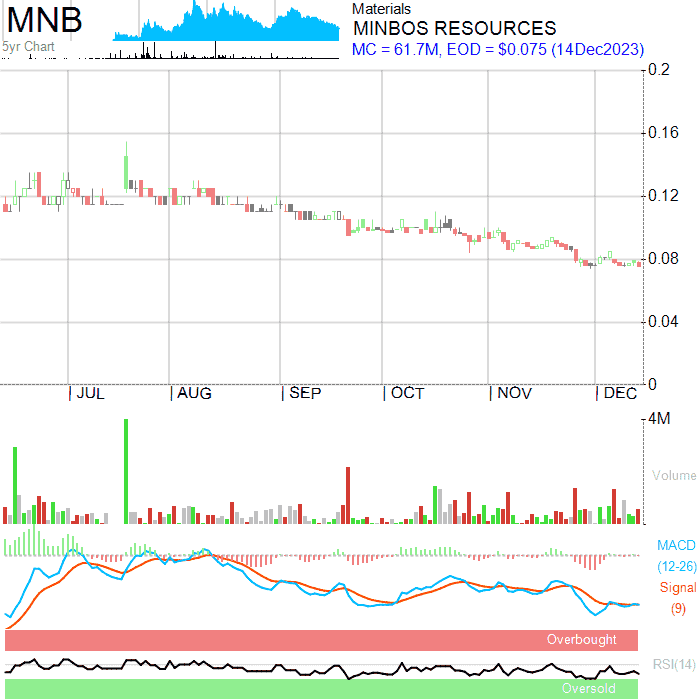 MNB
5yr Chart
Materials
MINBOS RESOURCES
MC = 61.7M, EOD = $0.075 (14Dec2023)
0.2
0.16
0.12
0.08
0.04
0
JUL AUG SEP OCT NOV DEC
4M
Volume
MACD
(12-26)
Signal
(9)
Overbought
RSI(14)
Oversold